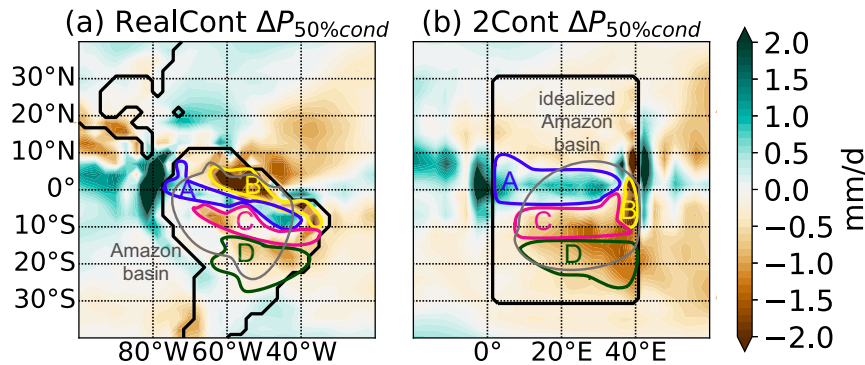 (a) RealCont ΔP50%cond
(b) 2Cont ΔP50%cond
30°N
20°N
10°N
0°
10°S
20°S
30°S
A
B
C
D
Amazon
basin
80°W 60°W 40°W
idealized
Amazon
basin
A
B
C
D
0°
20°E
40°E
2.0
1.5
1.0
0.5
0.0
−0.5
−1.0
−1.5
−2.0
mm/d